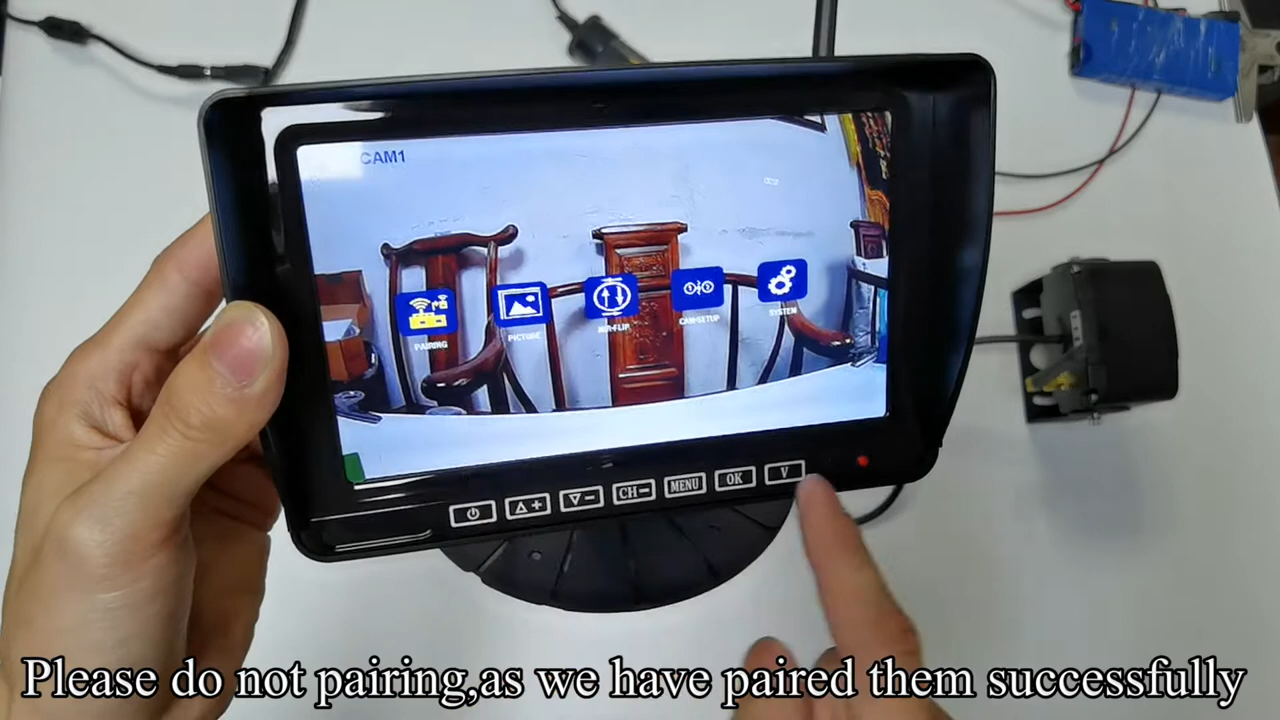 CAM1
PAIRING
PICTURE
MIR-FLIP
CAM-SETUP
SYSTEM
△+ ▽- CH- MENU OK V
Please do not pairing,as we have paired them successfully